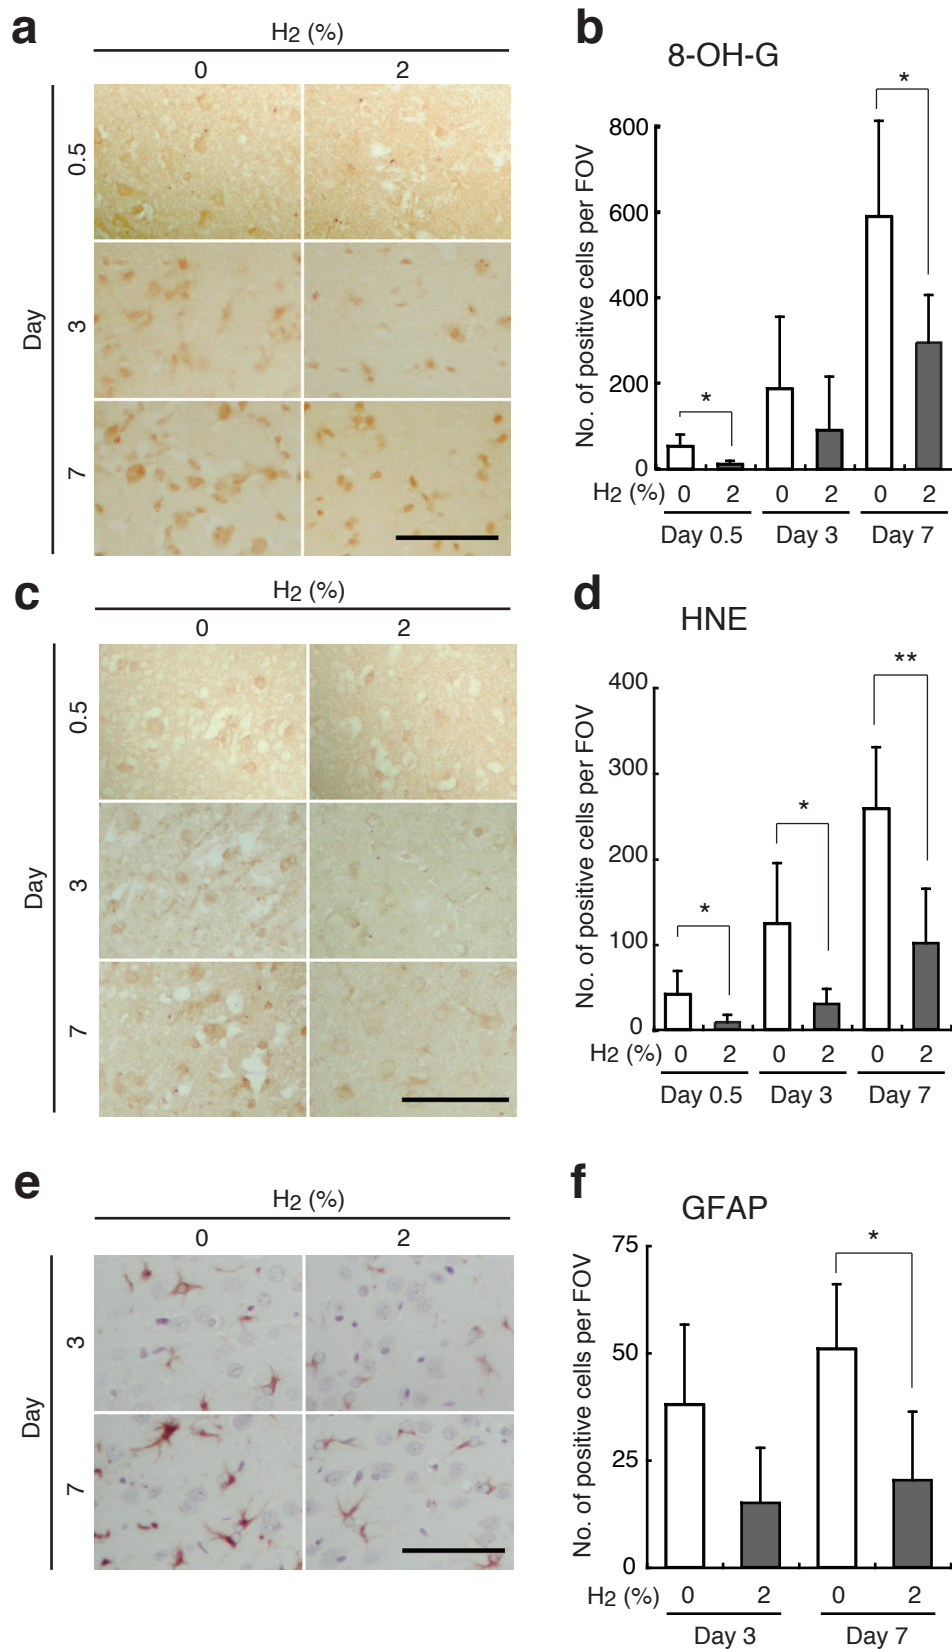 a
H2 (%)
0 2
Day
0.5
3
7
b
8-OH-G
No. of positive cells per FOV
800
600
400
200
0
*
*
H2 (%) 0 2 0 2 0 2
Day 0.5 Day 3 Day 7
c
H2 (%)
0 2
Day
0.5
3
7
d
HNE
No. of positive cells per FOV
400
300
200
100
0
*
*
**
H2 (%) 0 2 0 2 0 2
Day 0.5 Day 3 Day 7
e
H2 (%)
0 2
Day
3
7
f
GFAP
No. of positive cells per FOV
75
50
25
0
*
H2 (%) 0 2 0 2
Day 3 Day 7